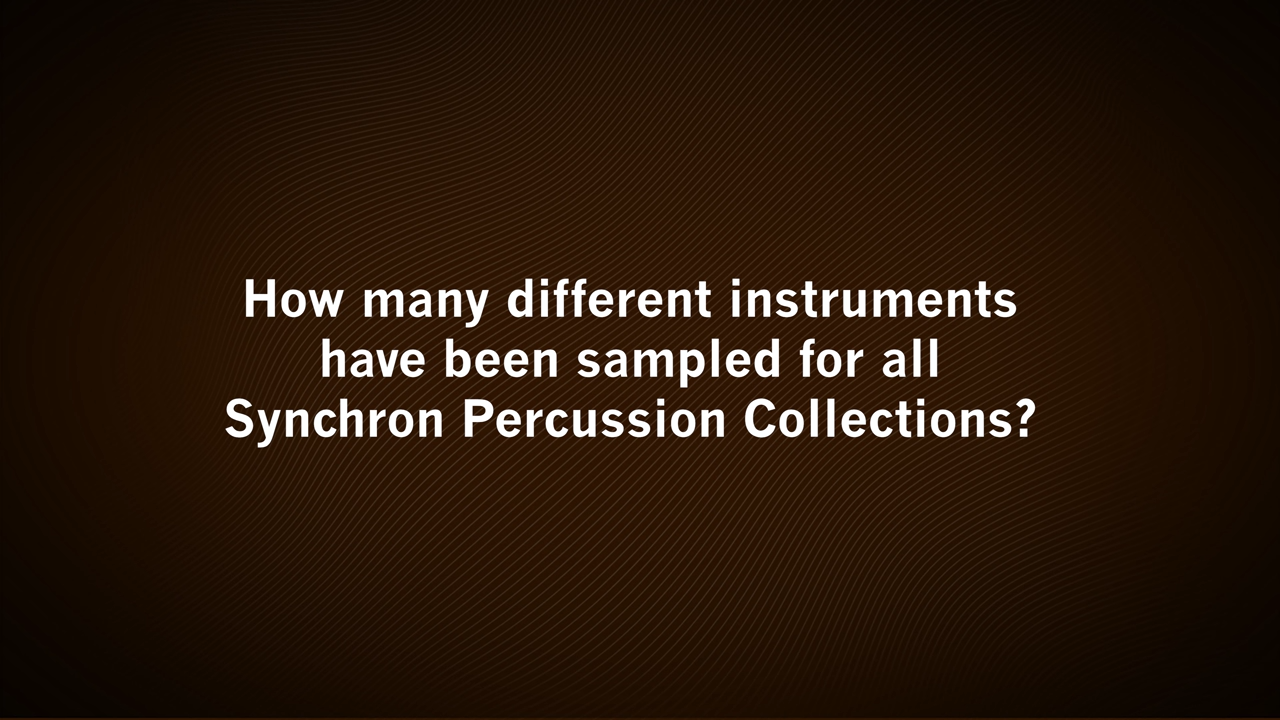 How many different instruments
have been sampled for all
Synchron Percussion Collections?